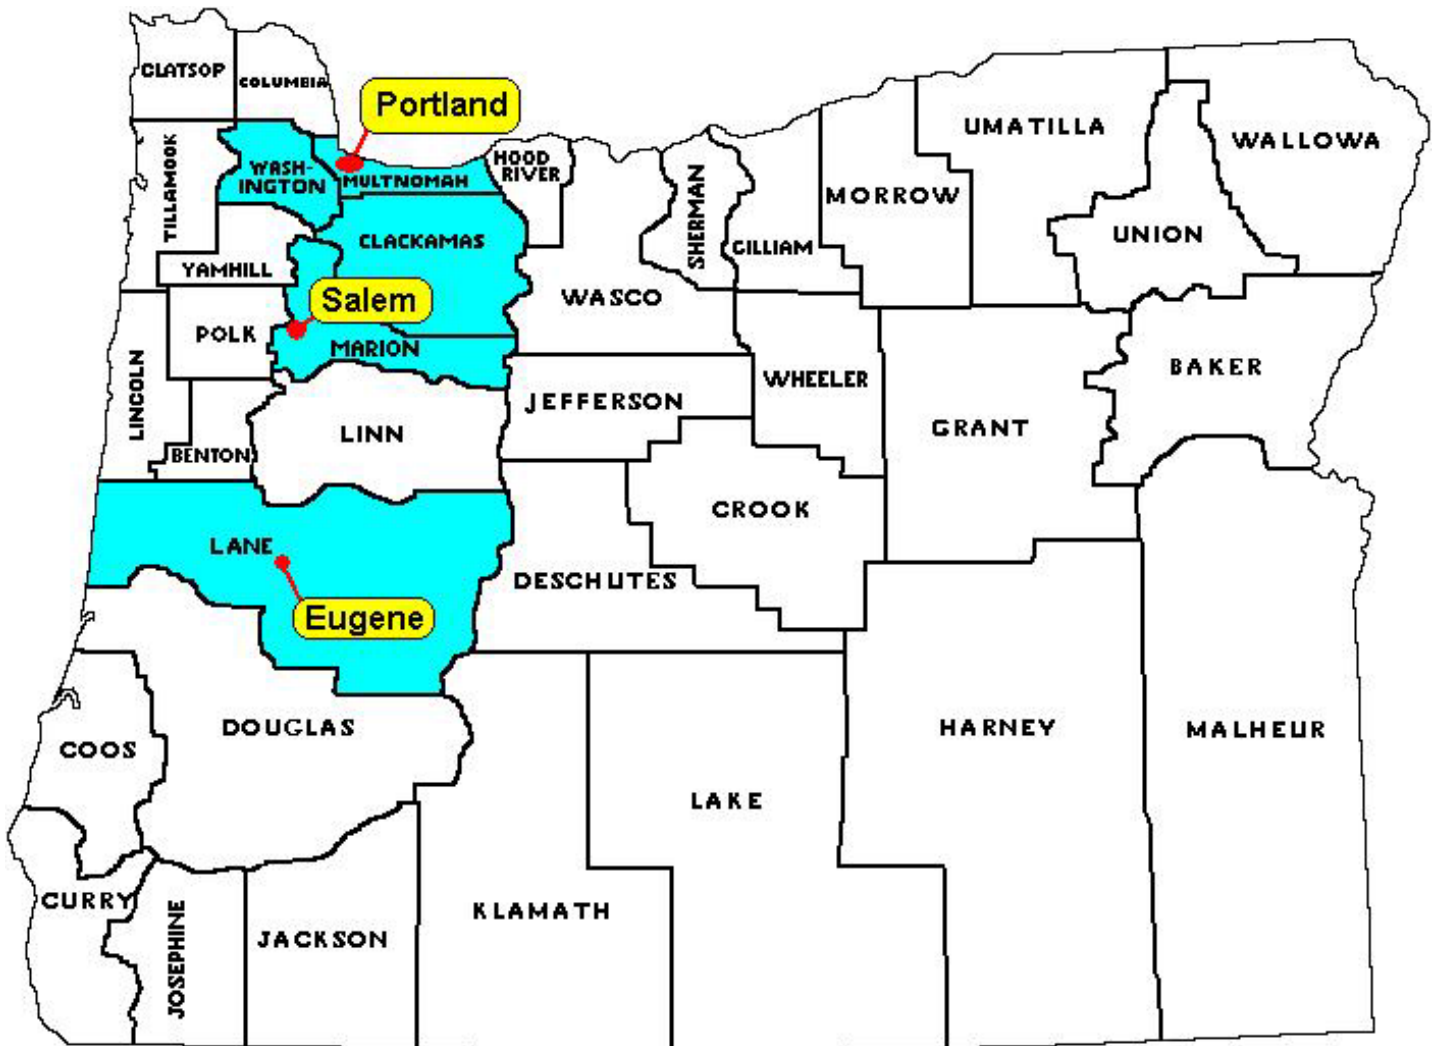 CLATSOP
COLUMBIA
Portland
TILLAMOOK
WASH-
INGTON
MULTNOMAH
HOOD
RIVER
CLACKAMAS
YAMHILL
Salem
POLK
MARION
LINCOLN
BENTON
LINN
SHERMAN
GILLIAM
MORROW
UMATILLA
UNION
WALLOWA
WASCO
WHEELER
JEFFERSON
GRANT
BAKER
CROOK
LANE
DESCHUTES
Eugene
DOUGLAS
COOS
CURRY
JOSEPHINE
JACKSON
KLAMATH
LAKE
HARNEY
MALHEUR